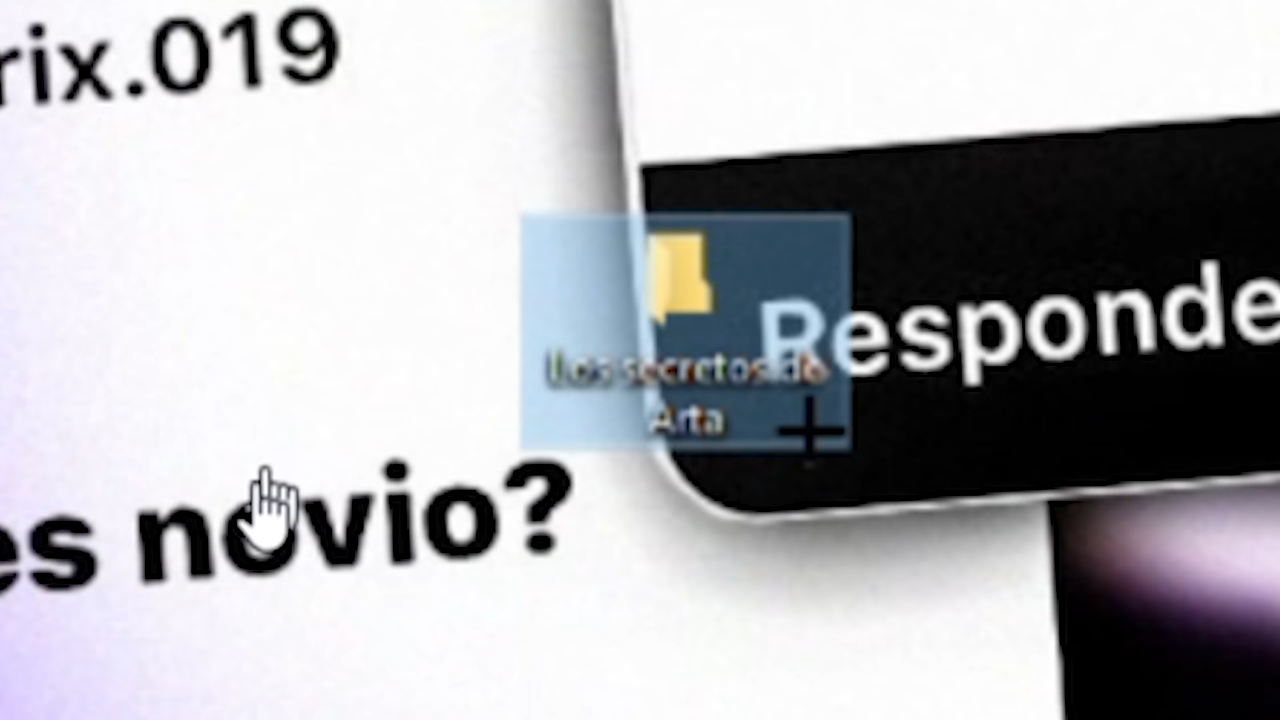 rix.019
Responde
Los secretos de
Arta
es novio?